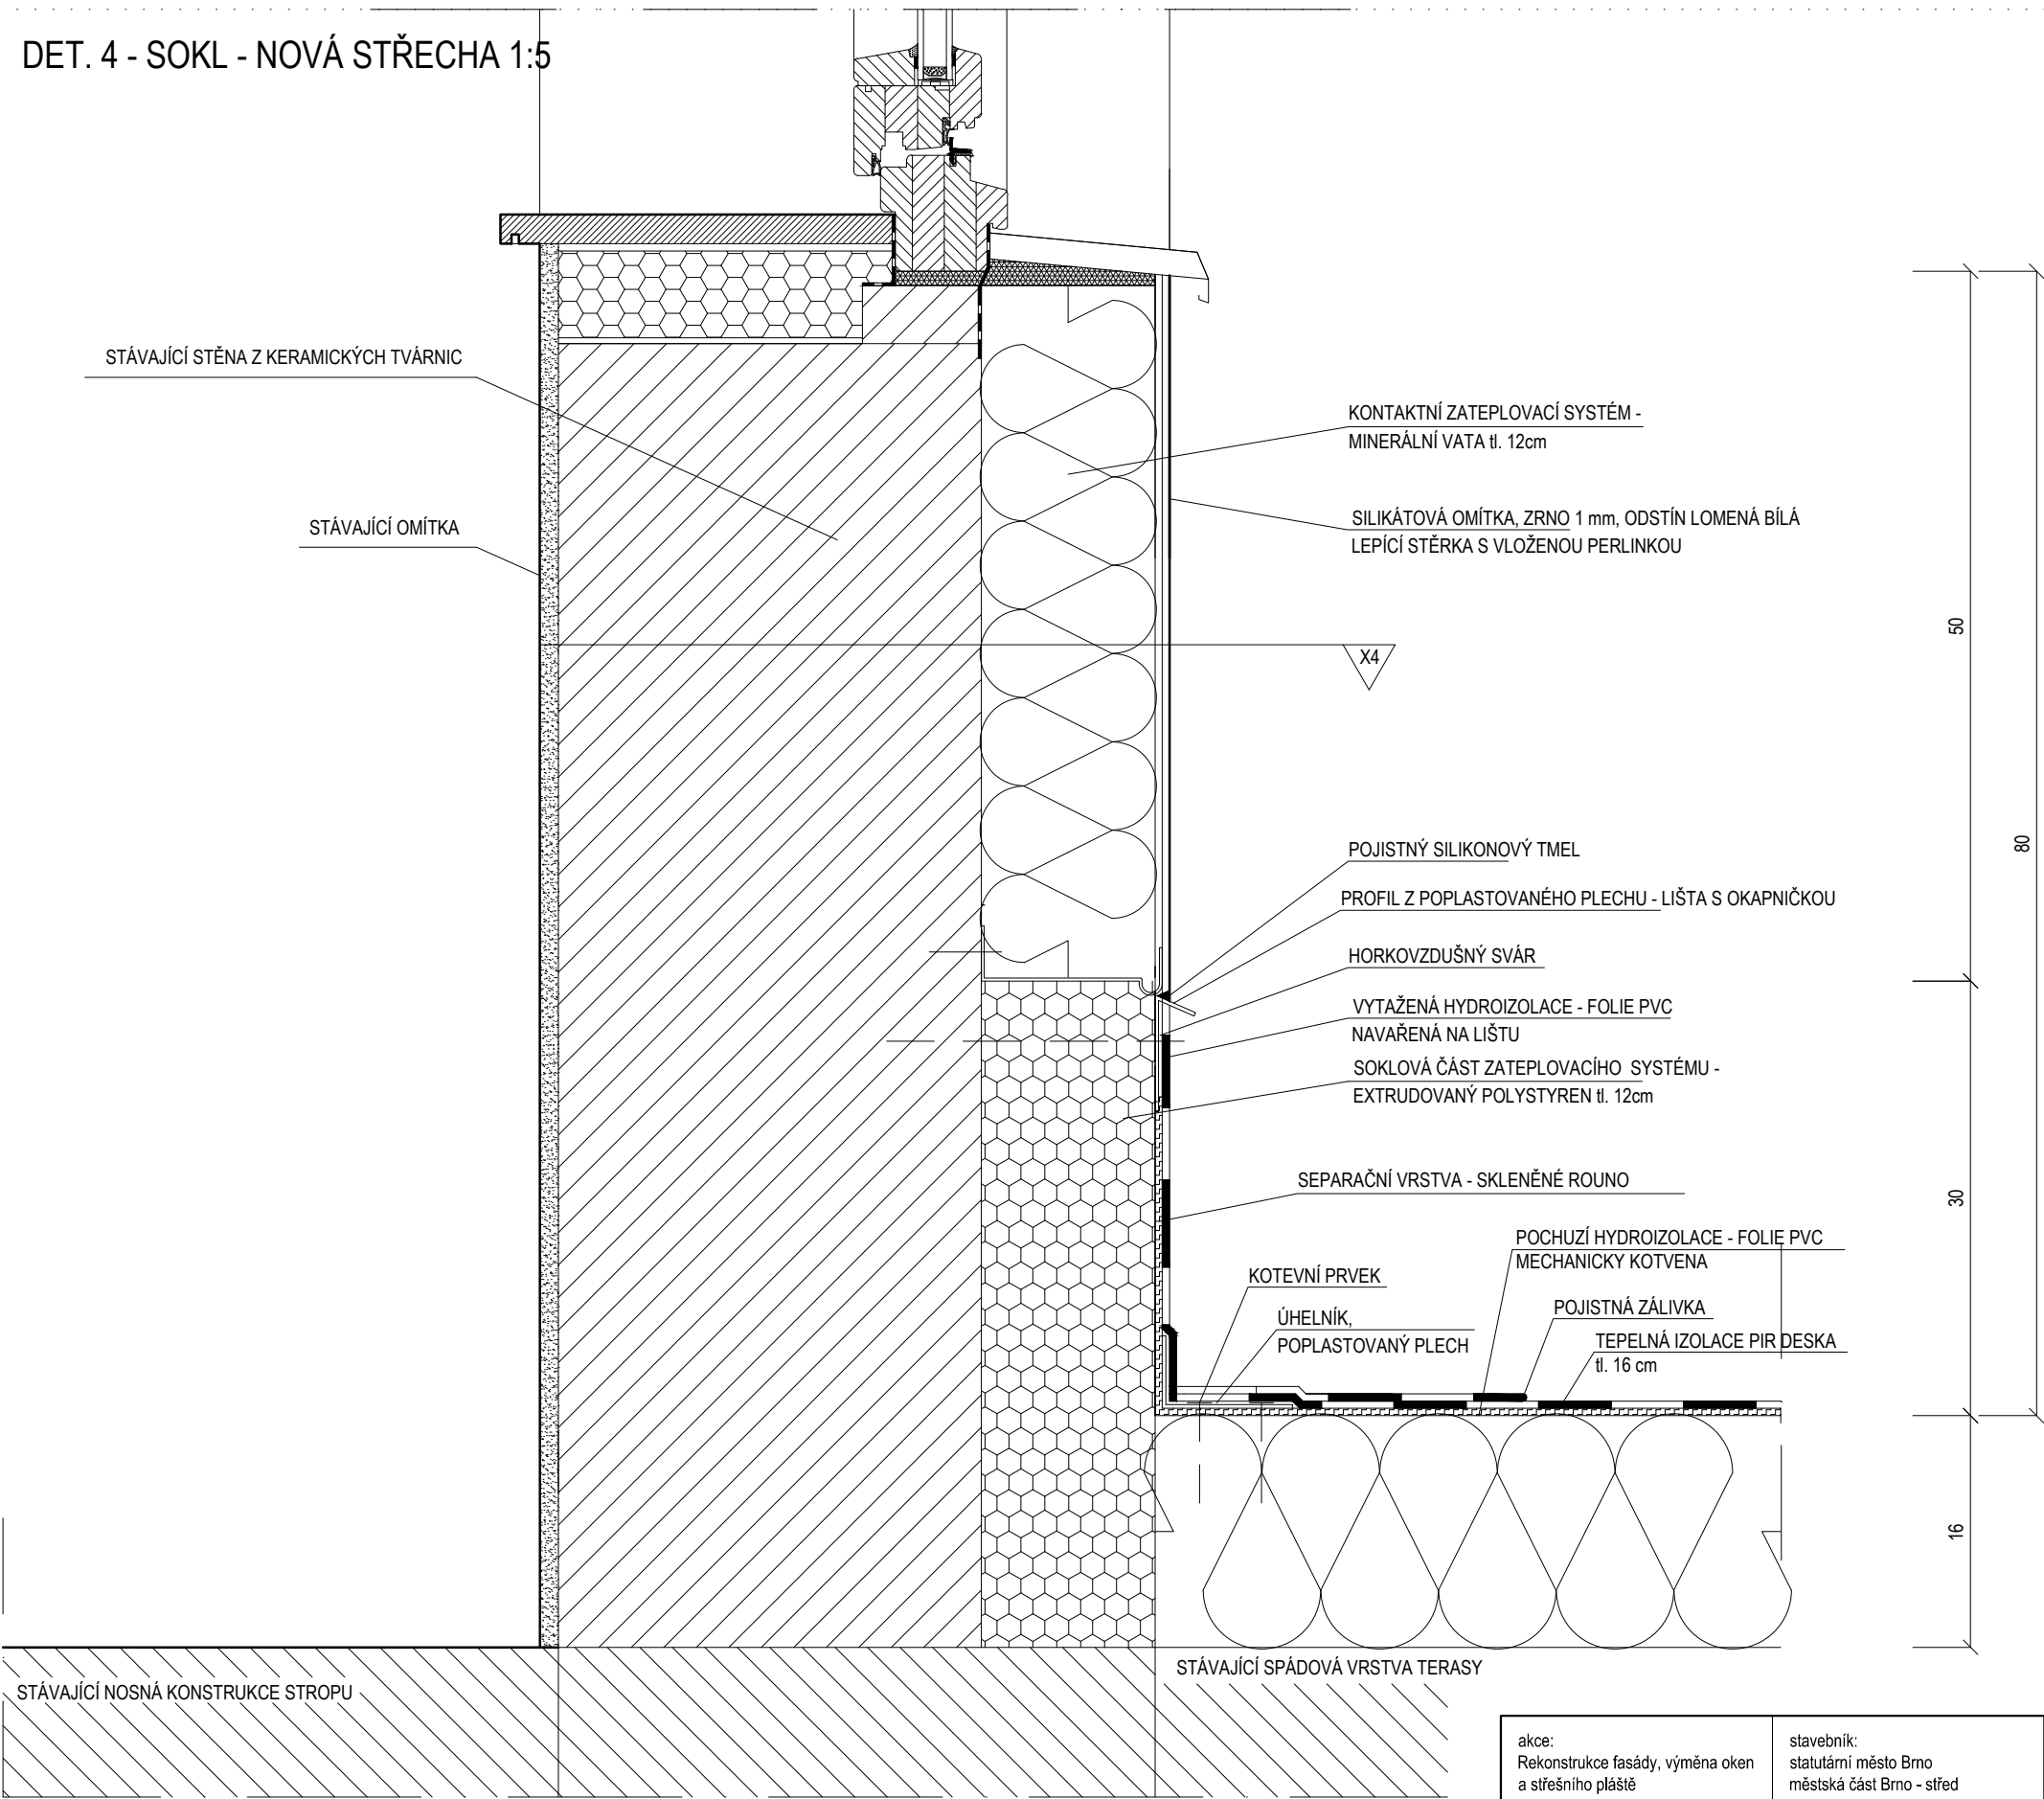 DET. 4 - SOKL - NOVÁ STŘECHA 1:5
STÁVAJÍCÍ STĚNA Z KERAMICKÝCH TVÁRNIC
STÁVAJÍCÍ OMÍTKA
KONTAKTNÍ ZATEPLOVACÍ SYSTÉM -
MINERÁLNÍ VATA tl. 12cm
SILIKÁTOVÁ OMÍTKA, ZRNO 1 mm, ODSTÍN LOMENÁ BÍLÁ
LEPÍCÍ STĚRKA S VLOŽENOU PERLINKOU
X4
50
80
POJISTNÝ SILIKONOVÝ TMEL
PROFIL Z POPLASTOVANÉHO PLECHU - LIŠTA S OKAPNIČKOU
HORKOVZDUŠNÝ SVÁR
VYTAŽENÁ HYDROIZOLACE - FOLIE PVC
NAVAŘENÁ NA LIŠTU
SOKLOVÁ ČÁST ZATEPLOVACÍHO SYSTÉMU -
EXTRUDOVANÝ POLYSTYREN tl. 12cm
SEPARAČNÍ VRSTVA - SKLENĚNÉ ROUNO
30
POCHUZÍ HYDROIZOLACE - FOLIE PVC
MECHANICKY KOTVENA
KOTEVNÍ PRVEK
ÚHELNÍK,
POPLASTOVANÝ PLECH
POJISTNÁ ZÁLIVKA
TEPELNÁ IZOLACE PIR DESKA
tl. 16 cm
16
STÁVAJÍCÍ SPÁDOVÁ VRSTVA TERASY
STÁVAJÍCÍ NOSNÁ KONSTRUKCE STROPU
akce:
Rekonstrukce fasády, výměna oken
a střešního pláště
stavebník:
statutární město Brno
městská část Brno - střed